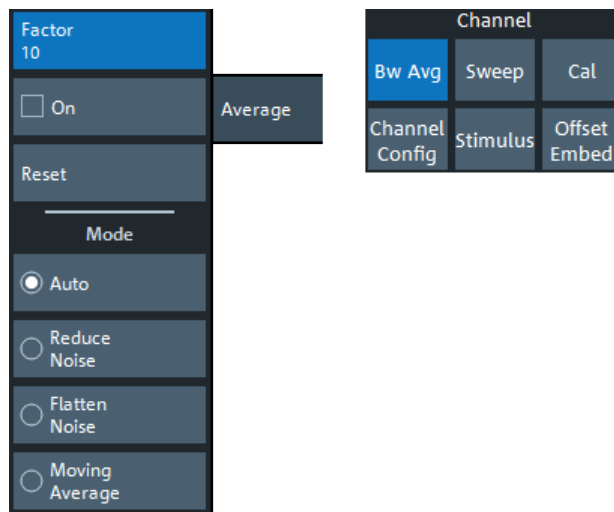 Factor
10
On
Reset
Mode
Auto
Reduce
Noise
Flatten
Noise
Moving
Average
Average
Channel
Bw Avg
Sweep
Cal
Channel
Config
Stimulus
Offset
Embed